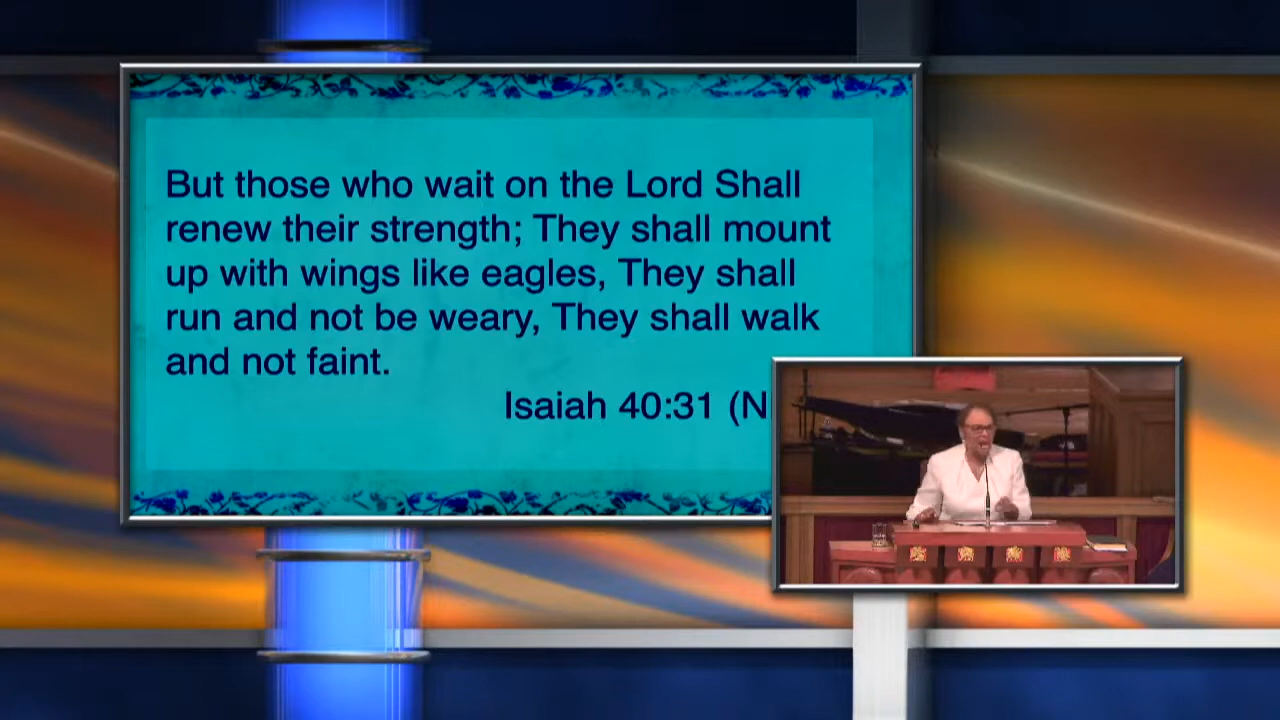 But those who wait on the Lord Shall
renew their strength; They shall mount
up with wings like eagles, They shall
run and not be weary, They shall walk
and not faint.
Isaiah 40:31 (N